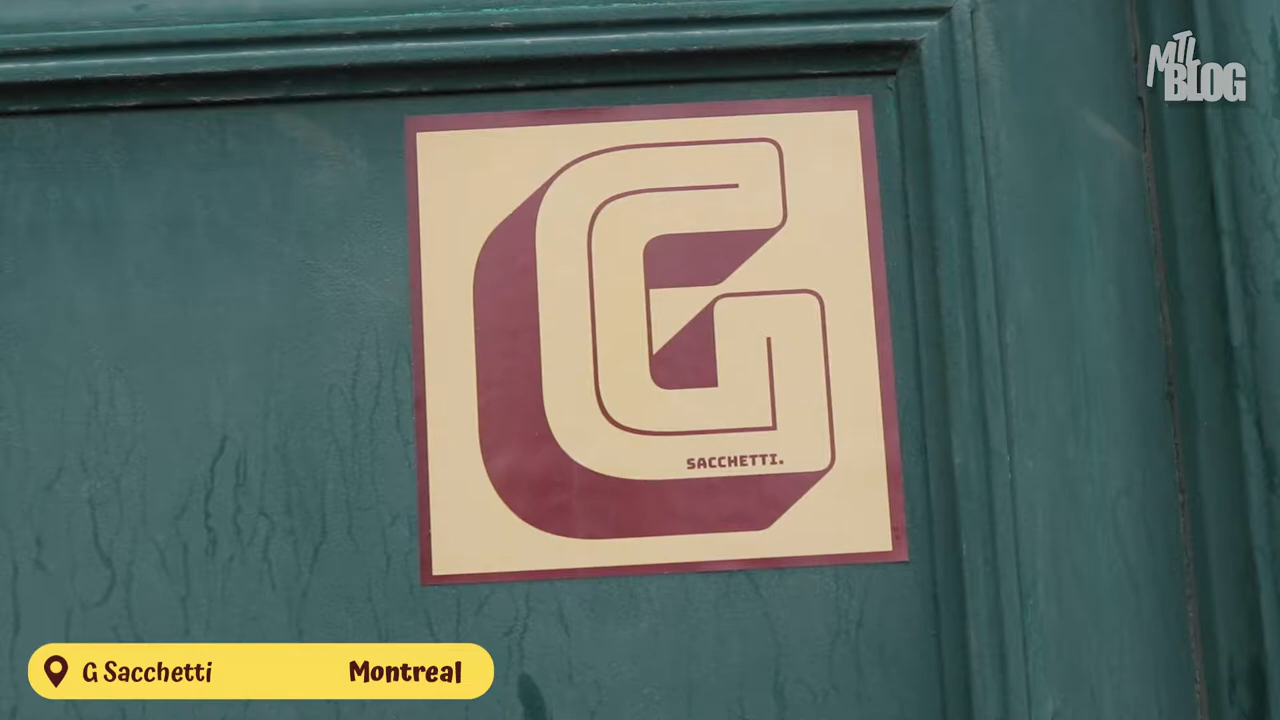 MTL
BLOG
G
SACCHETTI.
G Sacchetti
Montreal